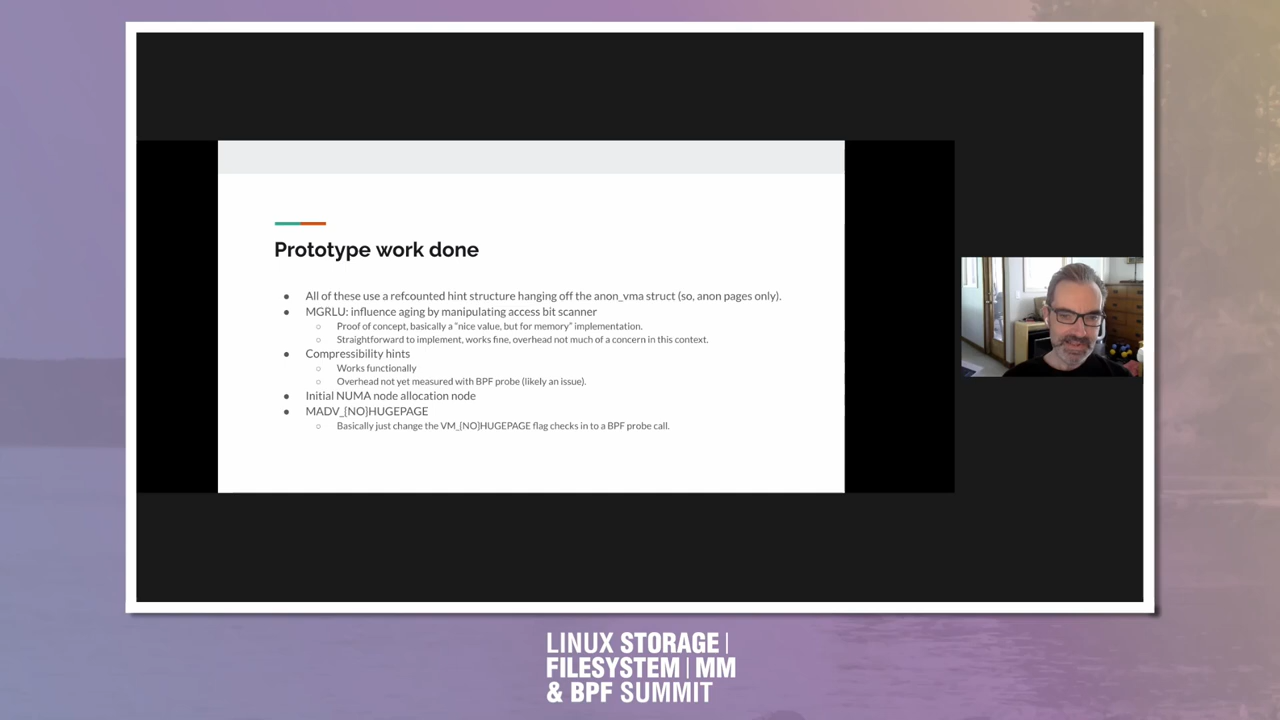 Prototype work done
● All of these use a refcounted hint structure hanging off the anon_vma struct (so, anon pages only).
● MGRLU: influence aging by manipulating access bit scanner
○ Proof of concept, basically a “nice value, but for memory” implementation.
○ Straightforward to implement, works fine, overhead not much of a concern in this context.
● Compressibility hints
○ Works functionally
○ Overhead not yet measured with BPF probe (likely an issue).
● Initial NUMA node allocation node
● MADV_{NO}HUGEPAGE
○ Basically just change the VM_{NO}HUGEPAGE flag checks in to a BPF probe call.
LINUX STORAGE |
FILESYSTEM | MM
& BPF SUMMIT